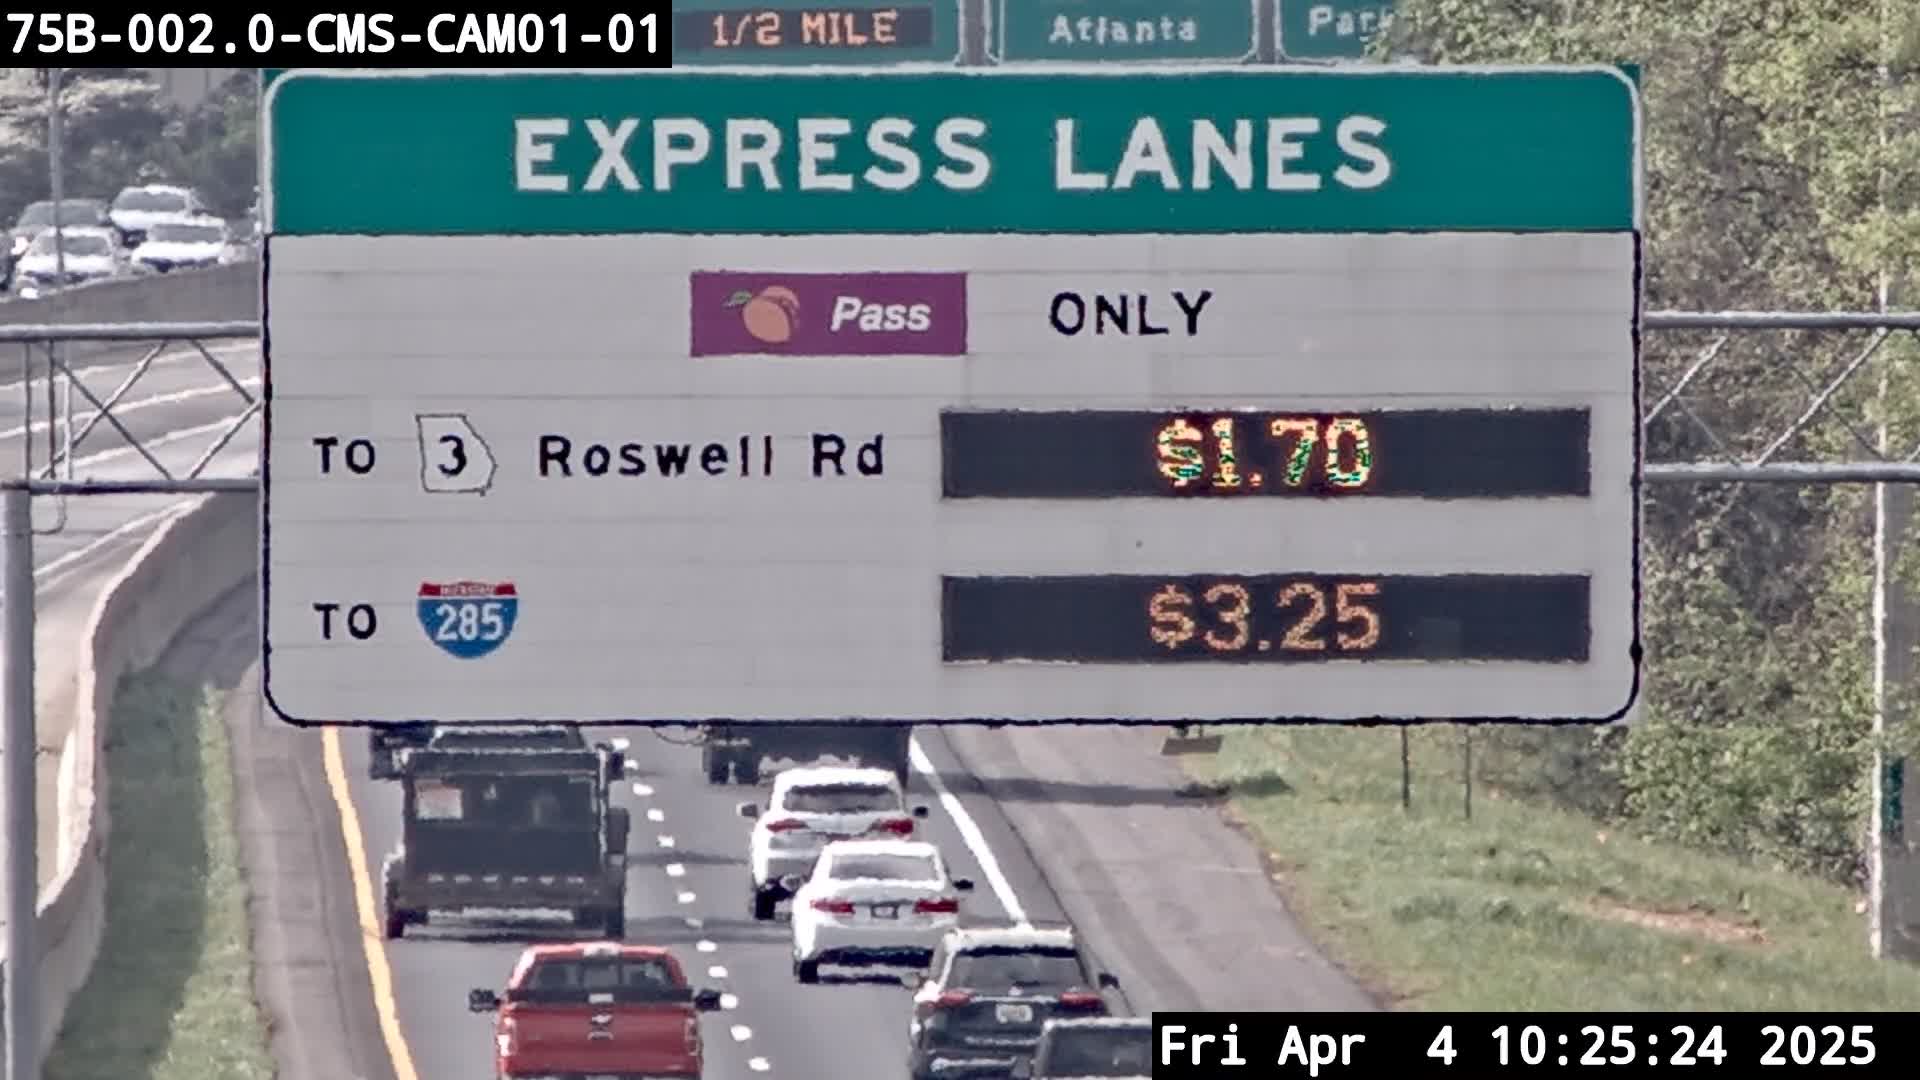 75B-002.0-CMS-CAM01-01
1/2 MILE
Atlanta
EXPRESS LANES
Pass ONLY
TO 3 Roswell Rd $1.70
TO 285 $3.25
Fri Apr 4 10:25:24 2025